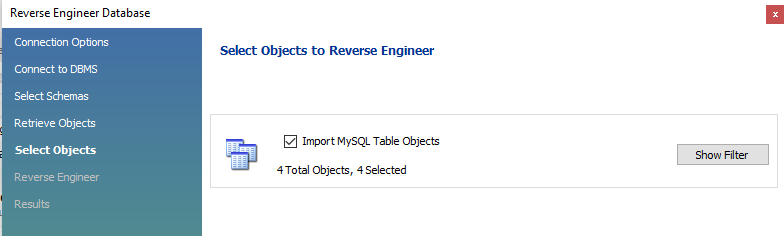 Reverse Engineer Database
x
Connection Options
Connect to DBMS
Select Schemas
Retrieve Objects
Select Objects
Reverse Engineer
Results
Select Objects to Reverse Engineer
Import MySQL Table Objects
4 Total Objects, 4 Selected
Show Filter